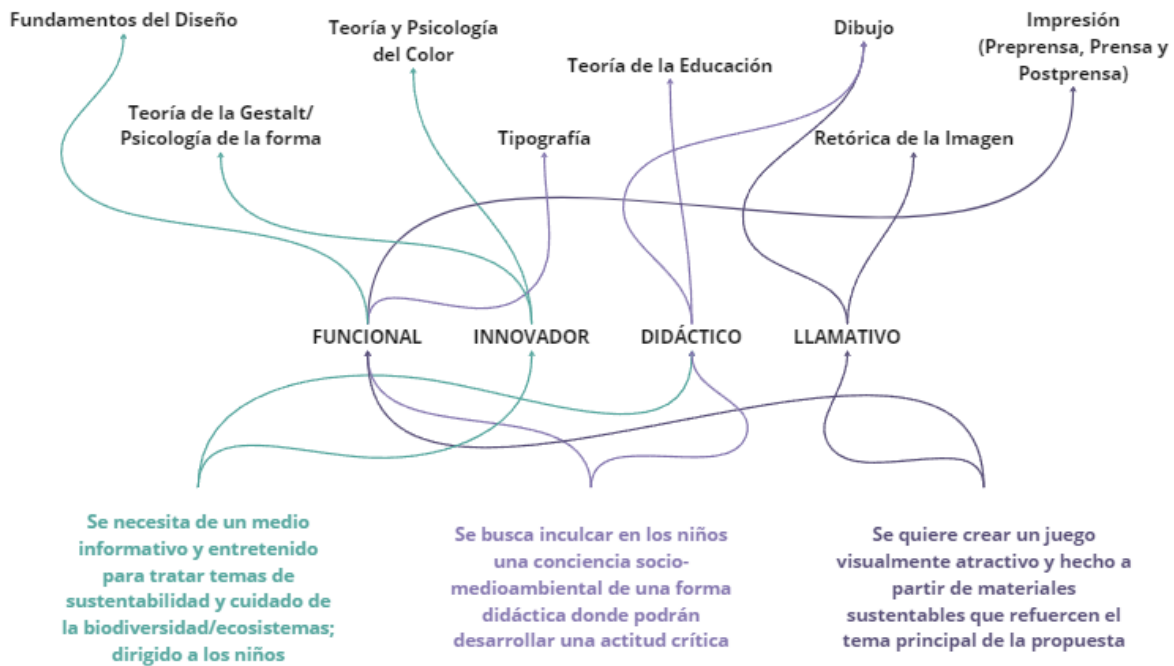 Fundamentos del Diseño
Teoría y Psicología
del Color
Dibujo
Impresión
(Preprensa, Prensa y
Postprensa)
Teoría de la Educación
Teoría de la Gestalt/
Psicología de la forma
Tipografía
Retórica de la Imagen
FUNCIONAL
INNOVADOR
DIDÁCTICO
LLAMATIVO
Se necesita de un medio
informativo y entretenido
para tratar temas de
sustentabilidad y cuidado de
la biodiversidad/ecosistemas;
dirigido a los niños
Se busca inculcar en los niños
una conciencia socio-
medioambiental de una forma
didáctica donde podrán
desarrollar una actitud crítica
Se quiere crear un juego
visualmente atractivo y hecho a
partir de materiales
sustentables que refuercen el
tema principal de la propuesta